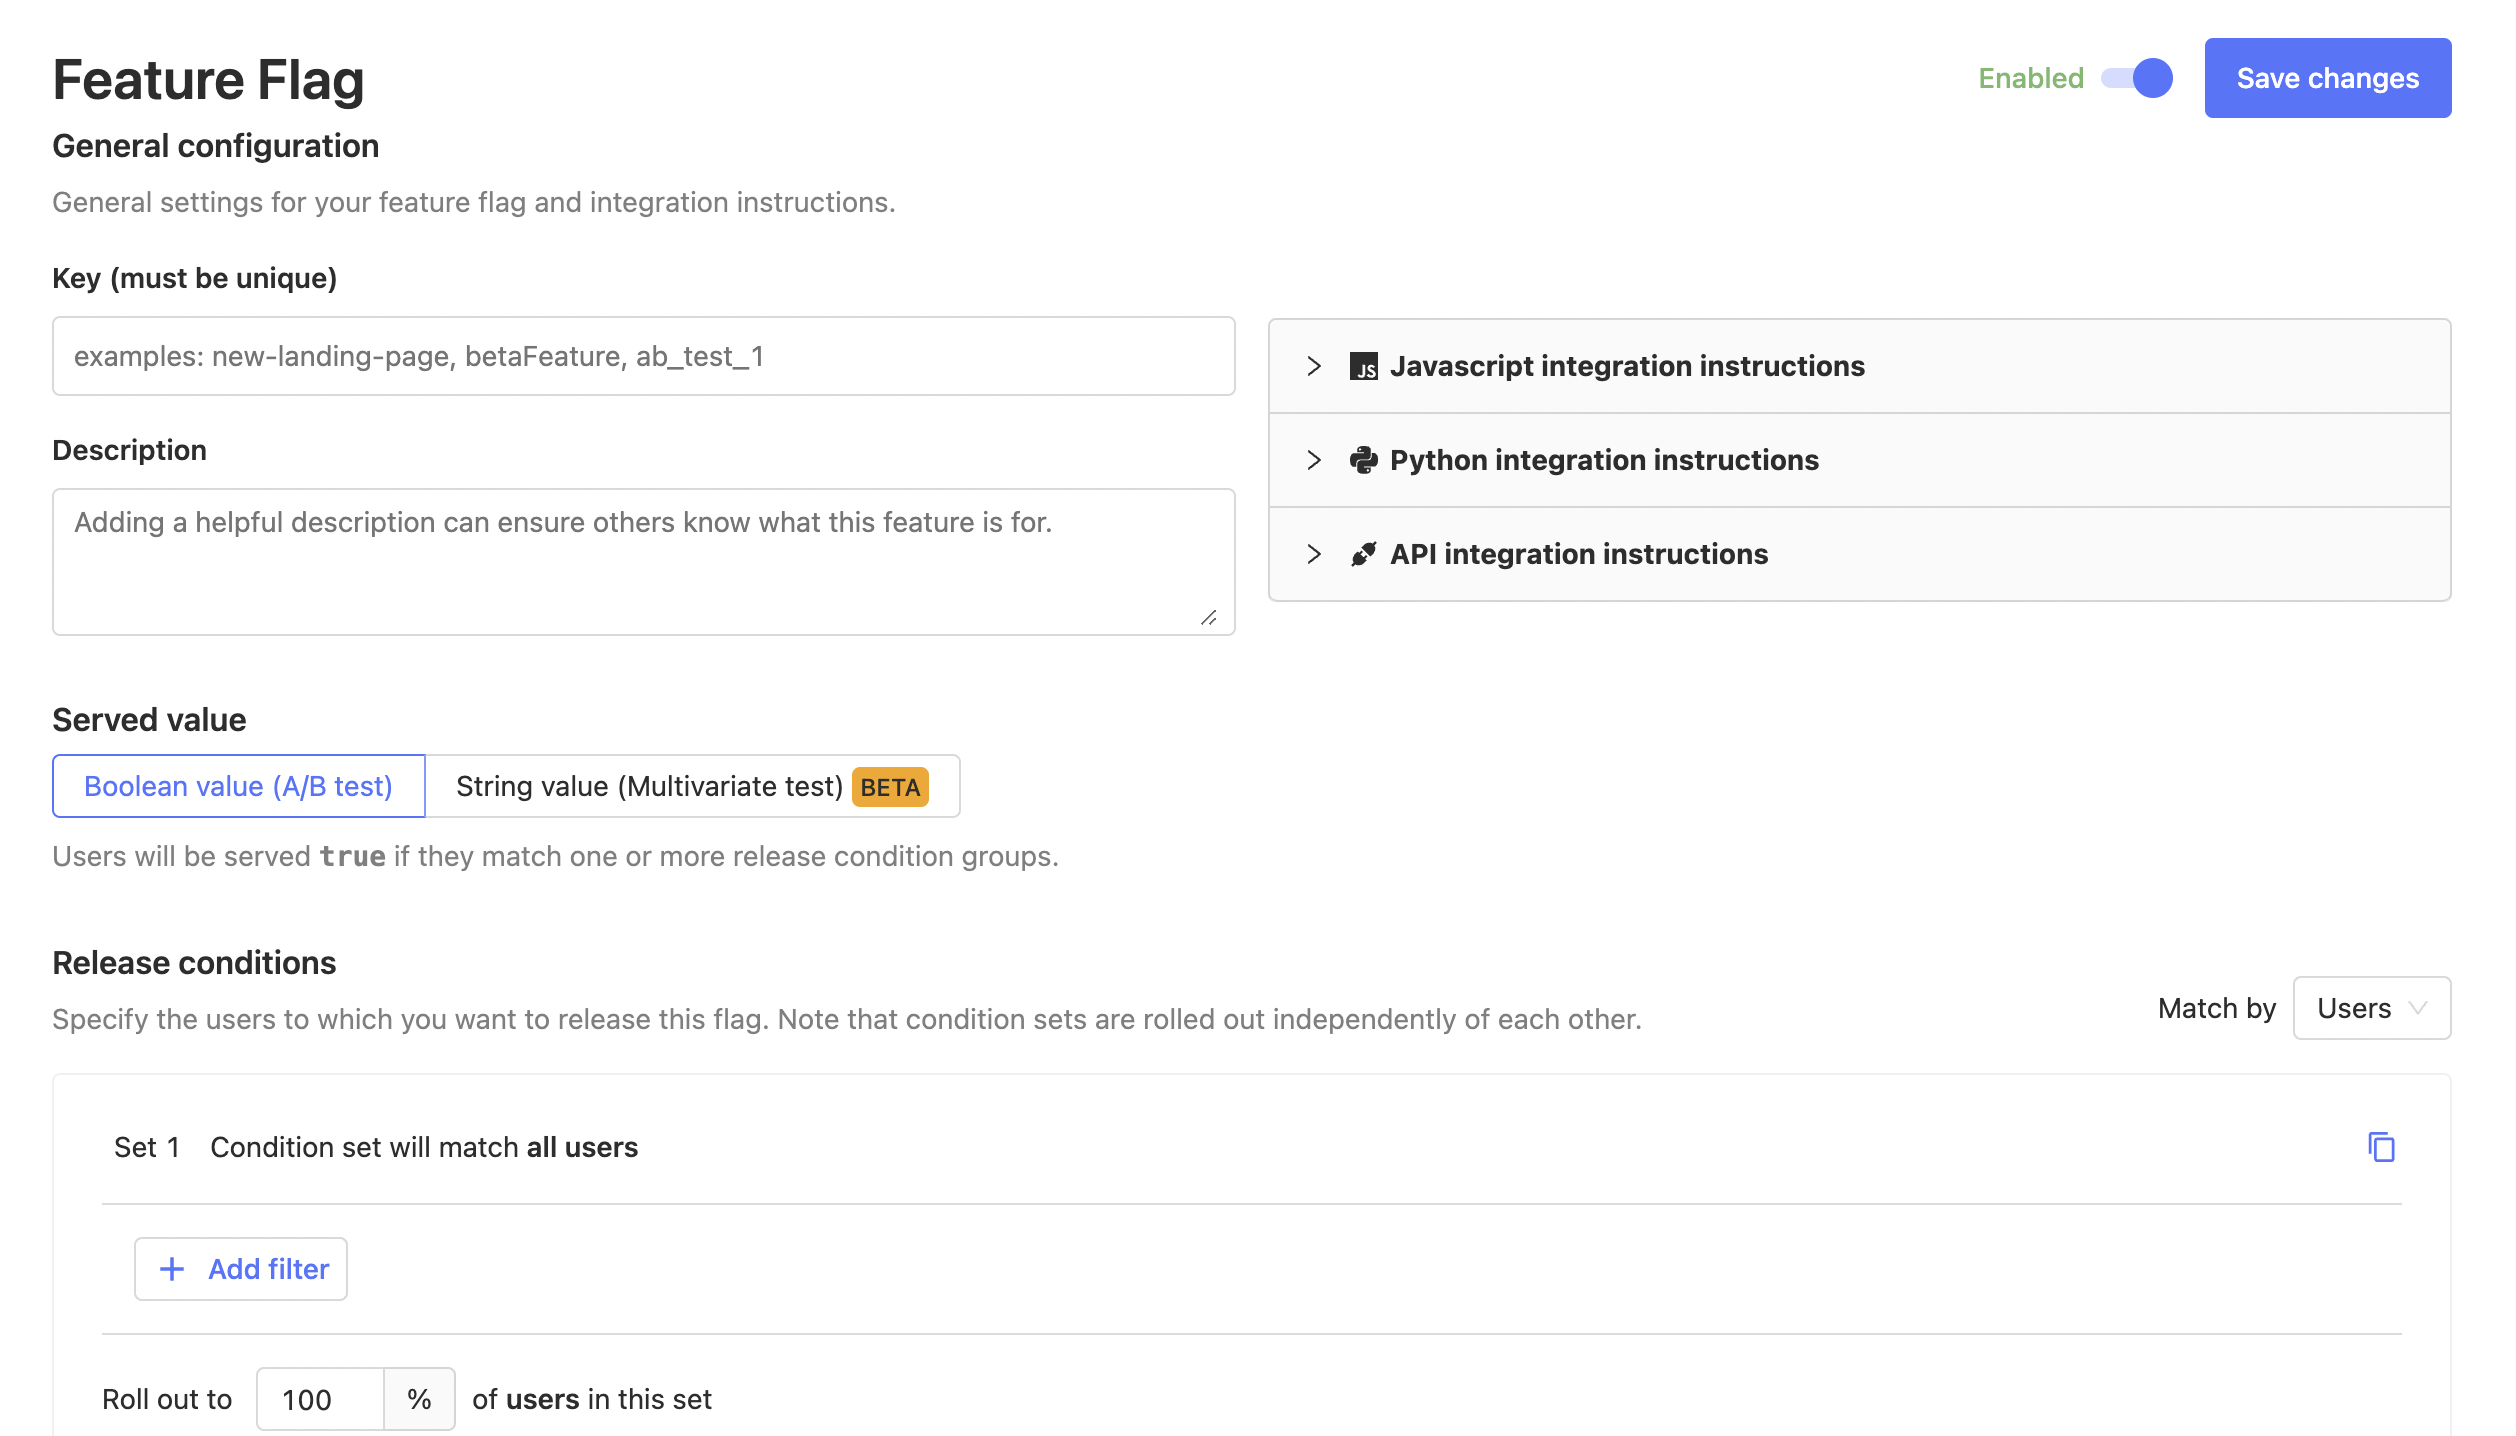 Feature Flag
Enabled
Save changes
General configuration
General settings for your feature flag and integration instructions.
Key (must be unique)
examples: new-landing-page, betaFeature, ab_test_1
JS Javascript integration instructions
Description
Python integration instructions
Adding a helpful description can ensure others know what this feature is for.
API integration instructions
Served value
Boolean value (A/B test)
String value (Multivariate test) BETA
Users will be served true if they match one or more release condition groups.
Release conditions
Specify the users to which you want to release this flag. Note that condition sets are rolled out independently of each other.
Match by Users
Set 1 Condition set will match all users
Add filter
Roll out to 100 % of users in this set